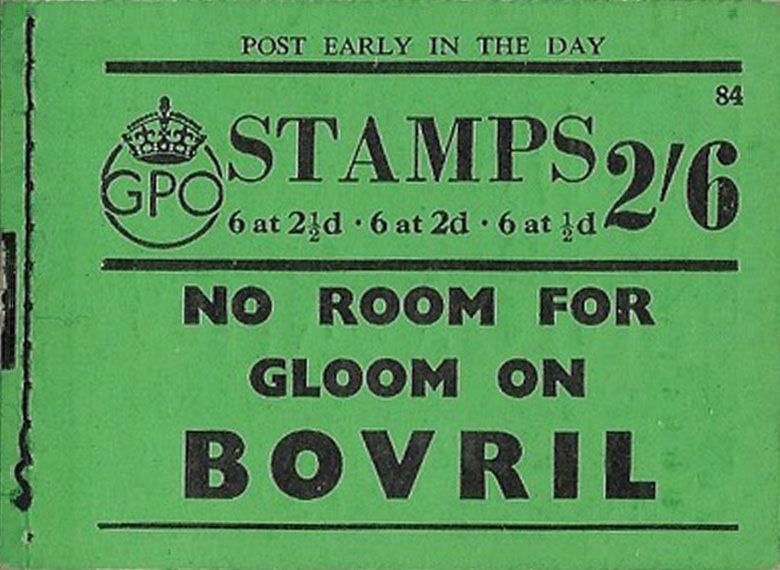 POST EARLY IN THE DAY
84
GPO
STAMPS 2/6
6 at 2½d · 6 at 2d · 6 at ½d
NO ROOM FOR
GLOOM ON
BOVRIL